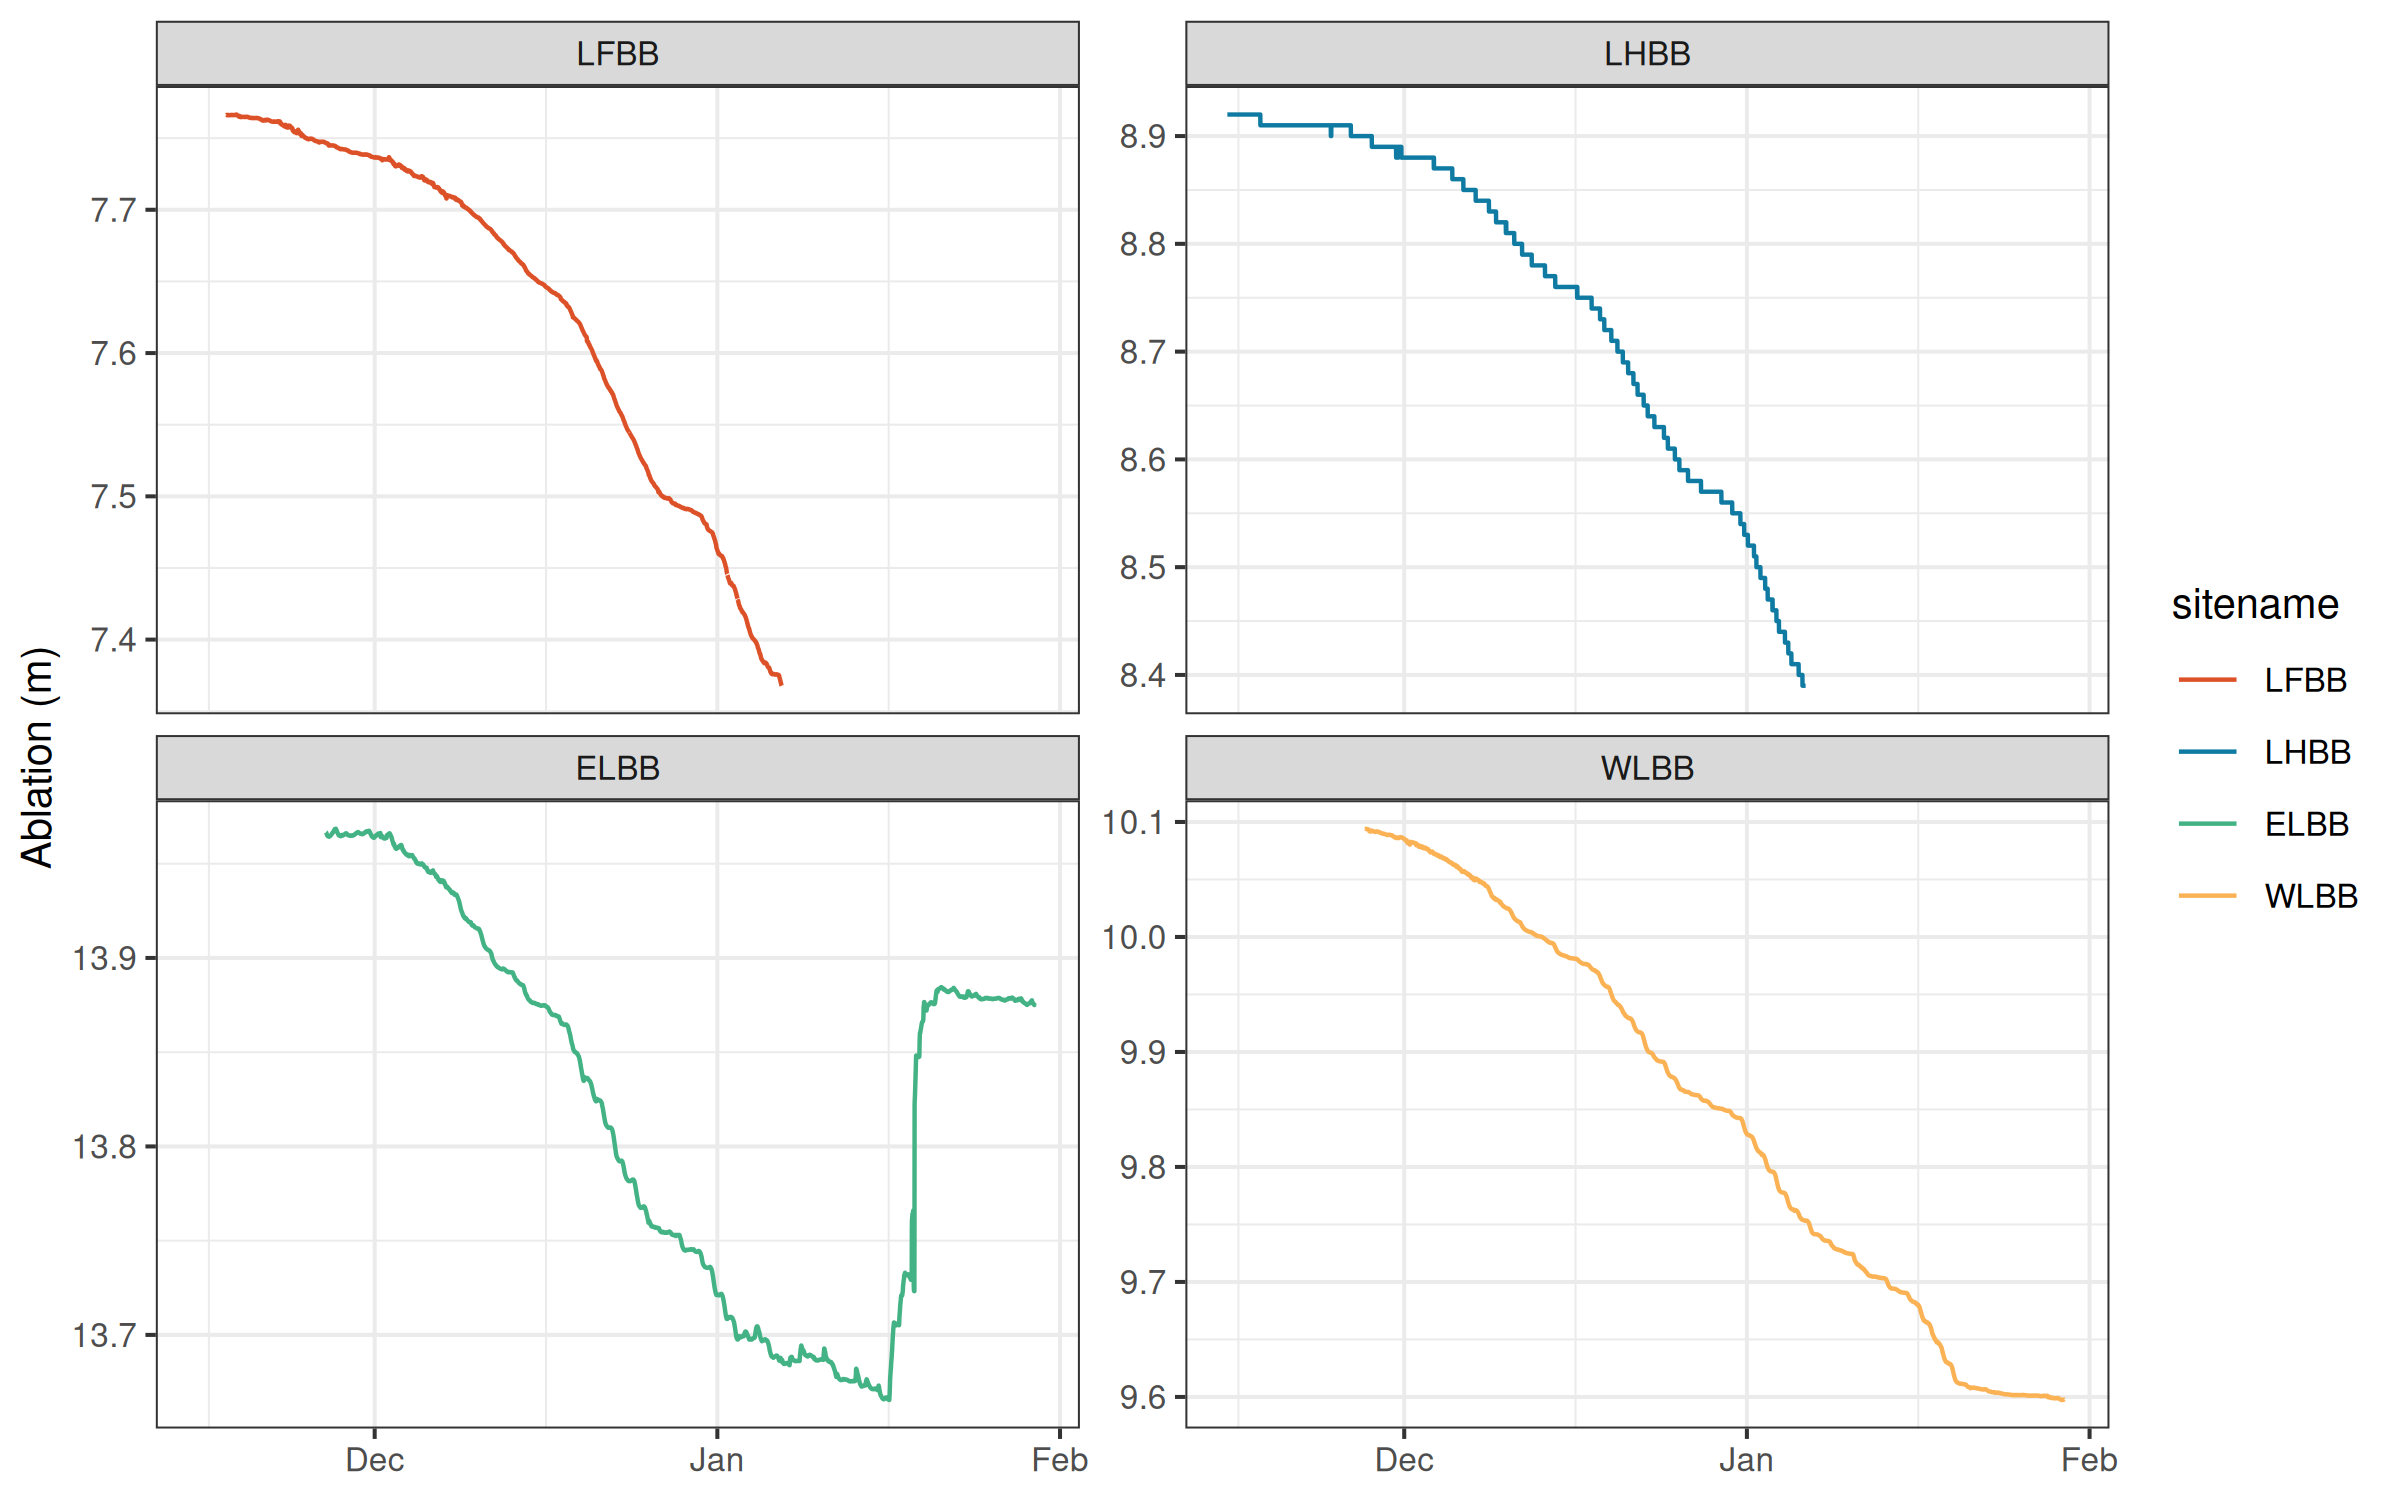 LFBB
LHBB
7.7
7.6
7.5
7.4
8.9
8.8
8.7
8.6
8.5
8.4
Ablation (m)
ELBB
WLBB
13.9
13.8
13.7
10.1
10.0
9.9
9.8
9.7
9.6
Dec Jan Feb
Dec Jan Feb
sitename
LFBB
LHBB
ELBB
WLBB